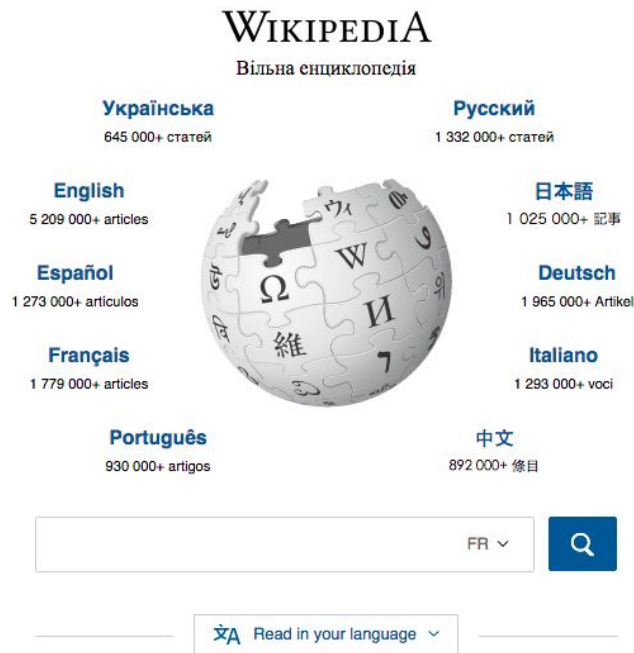 WIKIPEDIA
Вільна енциклопедія
Українська
645 000+ статей
Русский
1 332 000+ статей
English
5 209 000+ articles
日本語
1 025 000+ 記事
Español
1 273 000+ artículos
Deutsch
1 965 000+ Artikel
Français
1 779 000+ articles
Italiano
1 293 000+ voci
Português
930 000+ artigos
中文
892 000+ 條目
ウィ
W
Ω
И
維
FR
Read in your language